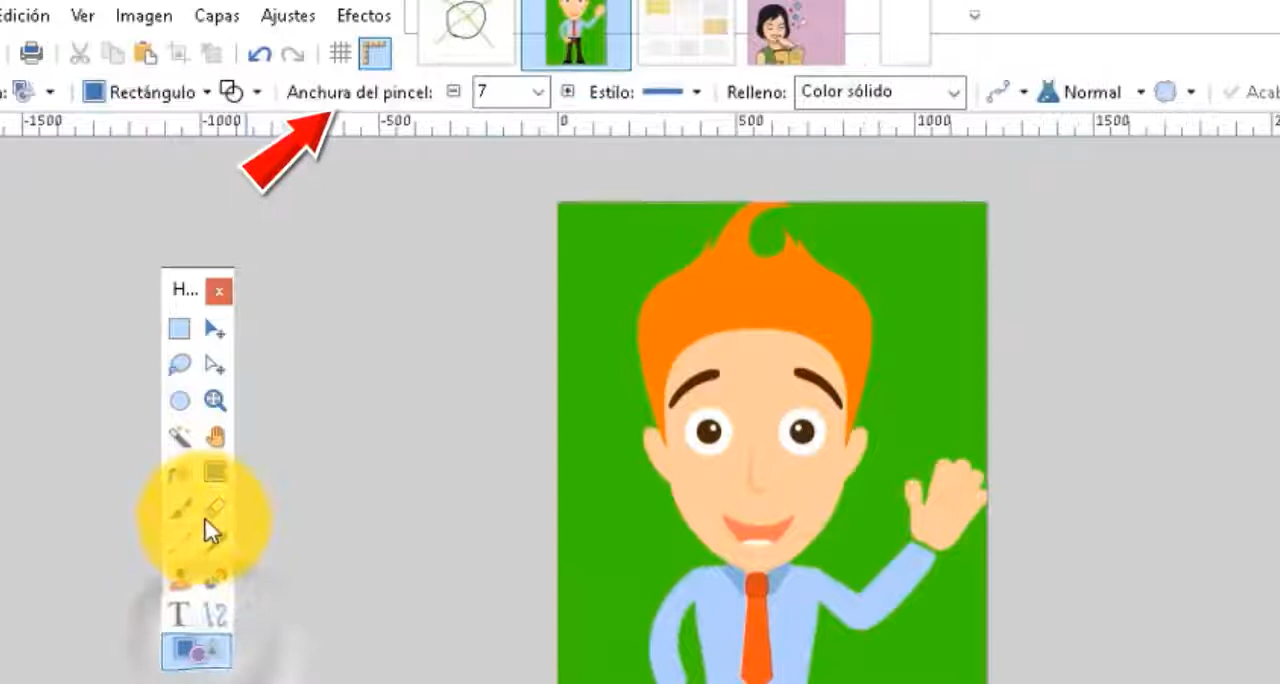 Edición Ver Imagen Capas Ajustes Efectos
Rectángulo Anchura del pincel: 7 Estilo: Relleno: Color sólido Normal Acab
-1500 -1000 -500 0 500 1000 1500
H... x
T